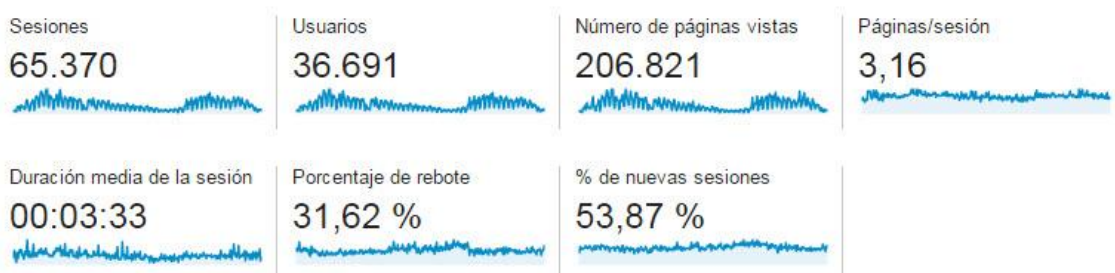 Sesiones
65.370
Usuarios
36.691
Número de páginas vistas
206.821
Páginas/sesión
3,16
Duración media de la sesión
00:03:33
Porcentaje de rebote
31,62 %
% de nuevas sesiones
53,87 %